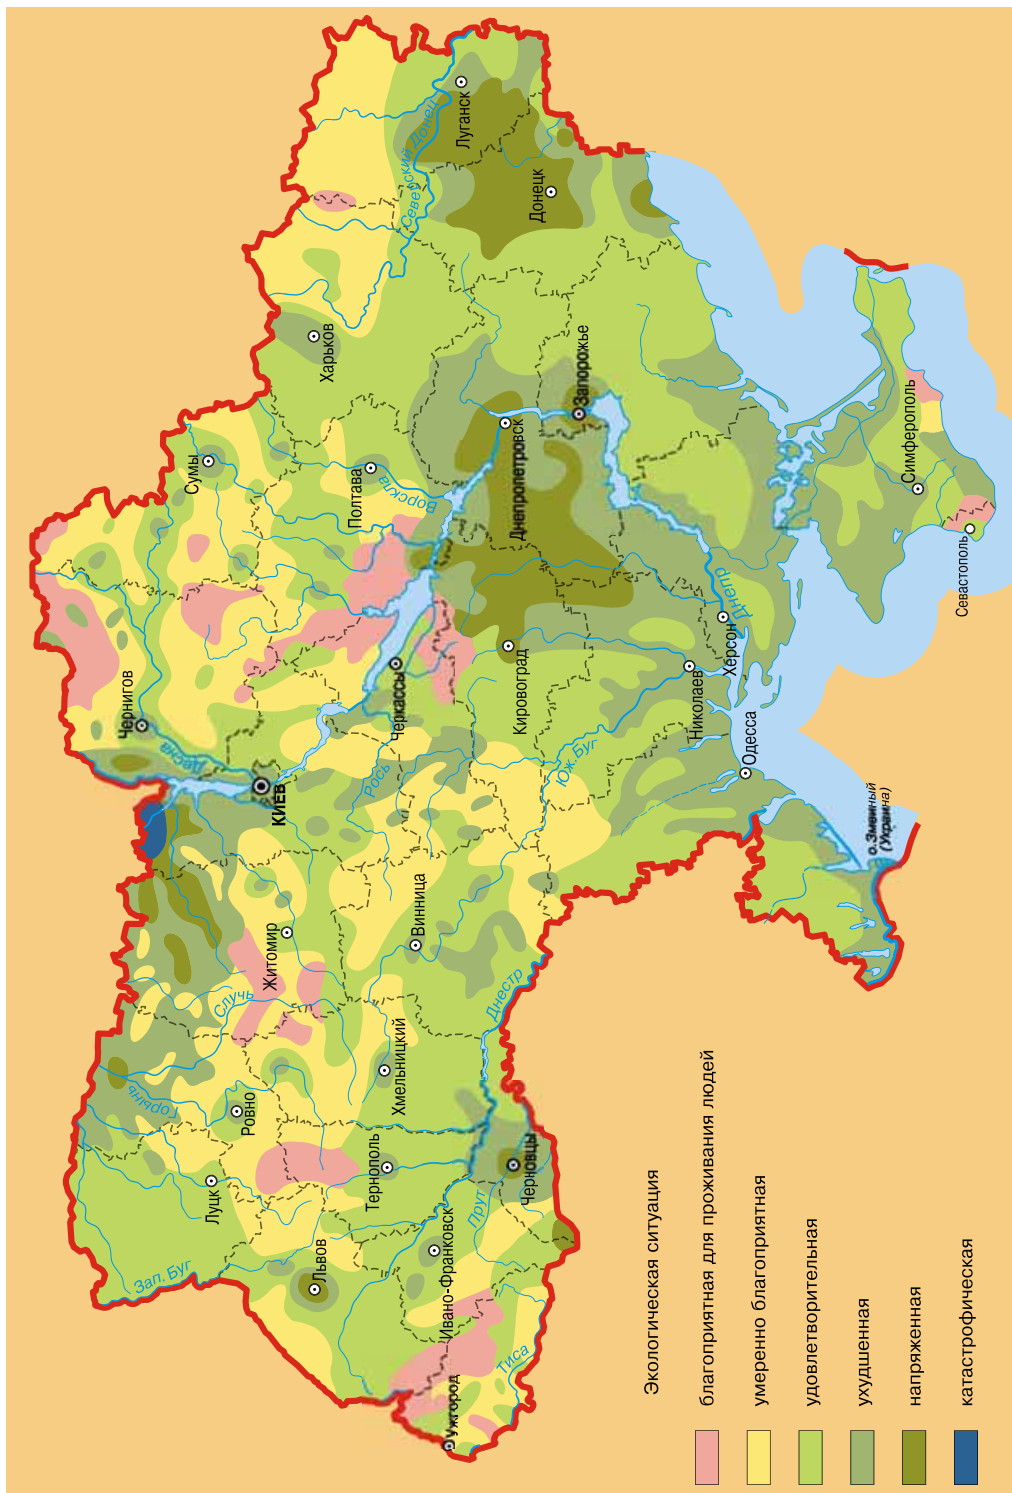 Луганск
Северский Донец
Донецк
Харьков
Запорожье
Днепропетровск
Сумы
Полтава
Ворскла
Симферополь
Севастополь
Днепр
Херсон
Николаев
Кировоград
Черкассы
Чернигов
Десна
КИЕВ
Рось
Юж.Буг
Одесса
о.Змеиный
(Украина)
Винница
Житомир
Случь
Днестр
Хмельницкий
Горынь
Ровно
Луцк
Тернополь
Черновцы
Прут
Ивано-Франковск
Львов
Зап. Буг
Тиса
Ужгород
Экологическая ситуация
благоприятная для проживания людей
умеренно благоприятная
удовлетворительная
ухудшенная
напряженная
катастрофическая